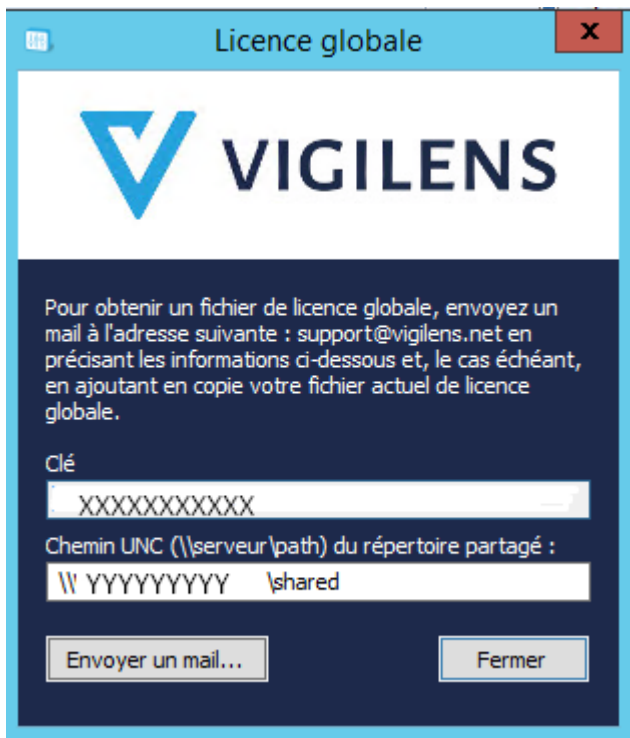 Licence globale
VIGILENS
Pour obtenir un fichier de licence globale, envoyez un
mail à l'adresse suivante : support@vigilens.net en
précisant les informations ci-dessous et, le cas échéant,
en ajoutant en copie votre fichier actuel de licence
globale.
Clé
XXXXXXXXXXX
Chemin UNC (\\serveur\path) du répertoire partagé :
\\ YYYYYYYYY \shared
Envoyer un mail... Fermer